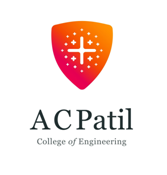 A C Patil
College of Engineering